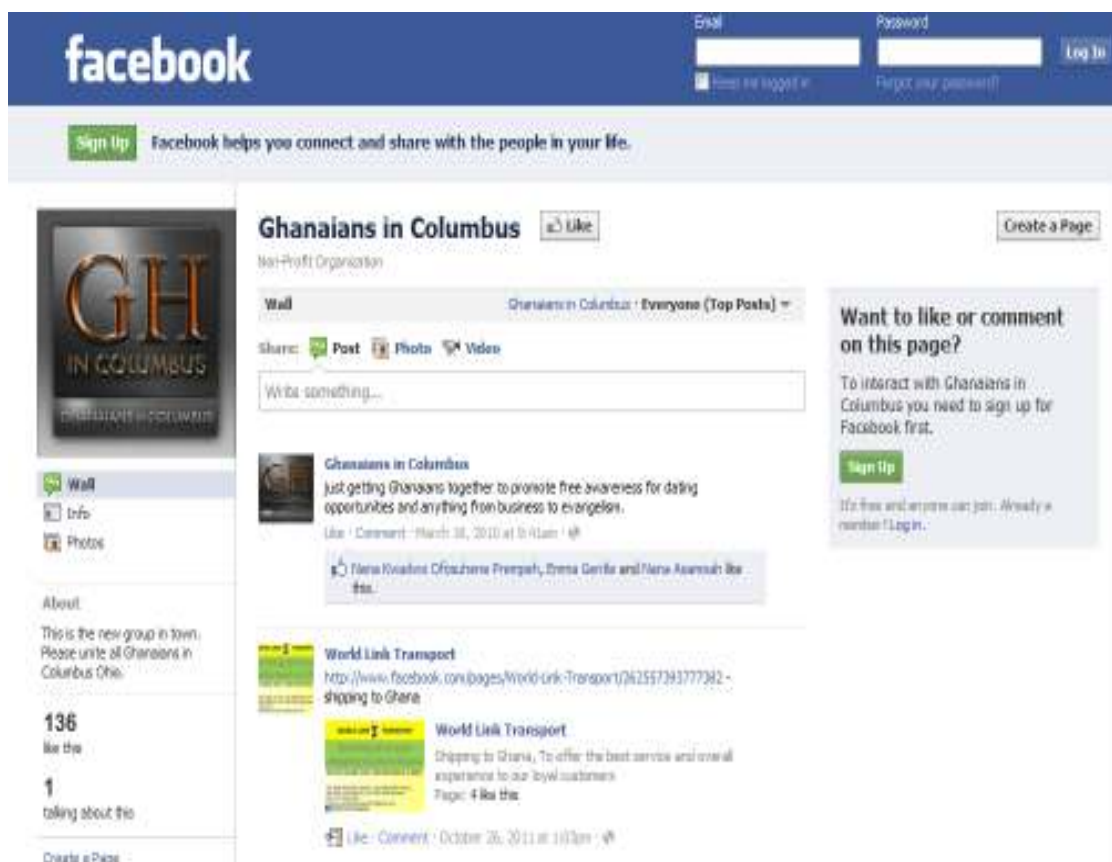 facebook
Email
Password
Log In
Keep me logged in
Forgot your password?
Sign Up Facebook helps you connect and share with the people in your life.
GH
IN COLUMBUS
GHANAIANS IN COLUMBUS
Wall
Info
Photos
About
This is the new group in town.
Please unite all Ghanaians in
Columbus Ohio.
136
like this
1
talking about this
Create a Page
Ghanaians in Columbus Like
Non-Profit Organization
Wall Ghanaians in Columbus · Everyone (Top Posts)
Share: Post Photo Video
Write something...
Ghanaians in Columbus
Just getting Ghanaians together to promote free awareness for dating
opportunities and anything from business to evangelism.
Like · Comment · March 2010 at
Nana Kwadwo Ofosuhene Prempeh, Emma Gentle and Nana Asamoah like
this.
World Link Transport
http://www.facebook.com/pages/World-Link-Transport/262557393777382 -
shipping to Ghana
World Link Transport
Shipping to Ghana, To offer the best service and overall
experience to our loyal customers
Page: 4 like this
Like · Comment · October 26, 2011 at 1:03pm
Create a Page
Want to like or comment
on this page?
To interact with Ghanaians in
Columbus you need to sign up for
Facebook first.
Sign Up
It's free and anyone can join. Already a
member? Log in.